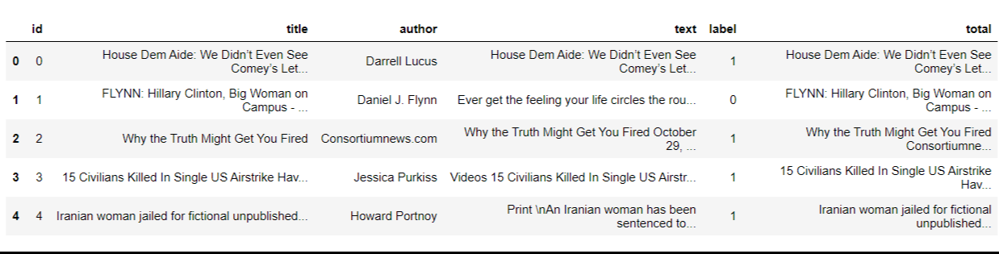 id title author text label total
0 0 House Dem Aide: We Didn’t Even See Comey’s Let... Darrell Lucus House Dem Aide: We Didn’t Even See Comey’s Let... 1 House Dem Aide: We Didn’t Even See Comey’s Let...
1 1 FLYNN: Hillary Clinton, Big Woman on Campus - ... Daniel J. Flynn Ever get the feeling your life circles the rou... 0 FLYNN: Hillary Clinton, Big Woman on Campus - ...
2 2 Why the Truth Might Get You Fired Consortiumnews.com Why the Truth Might Get You Fired October 29, ... 1 Why the Truth Might Get You Fired Consortiumne...
3 3 15 Civilians Killed In Single US Airstrike Hav... Jessica Purkiss Videos 15 Civilians Killed In Single US Airstr... 1 15 Civilians Killed In Single US Airstrike Hav...
4 4 Iranian woman jailed for fictional unpublished... Howard Portnoy Print \nAn Iranian woman has been sentenced to... 1 Iranian woman jailed for fictional unpublished...